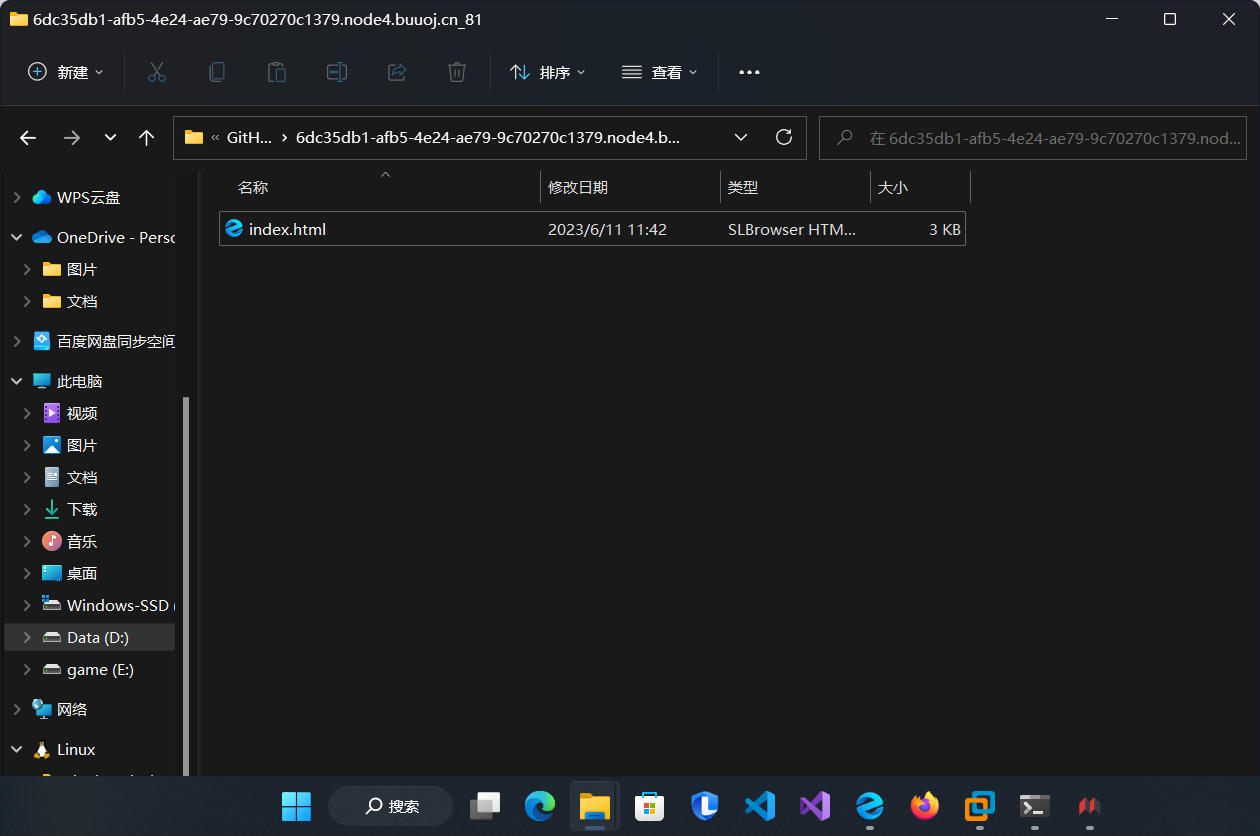 6dc35db1-afb5-4e24-ae79-9c70270c1379.node4.buuoj.cn_81
新建 排序 查看
« GitH... › 6dc35db1-afb5-4e24-ae79-9c70270c1379.node4.b... 在 6dc35db1-afb5-4e24-ae79-9c70270c1379.nod...
名称 修改日期 类型 大小
index.html 2023/6/11 11:42 SLBrowser HTM... 3 KB
WPS云盘
OneDrive - Perso
图片
文档
百度网盘同步空间
此电脑
视频
图片
文档
下载
音乐
桌面
Windows-SSD (
Data (D:)
game (E:)
网络
Linux
搜索